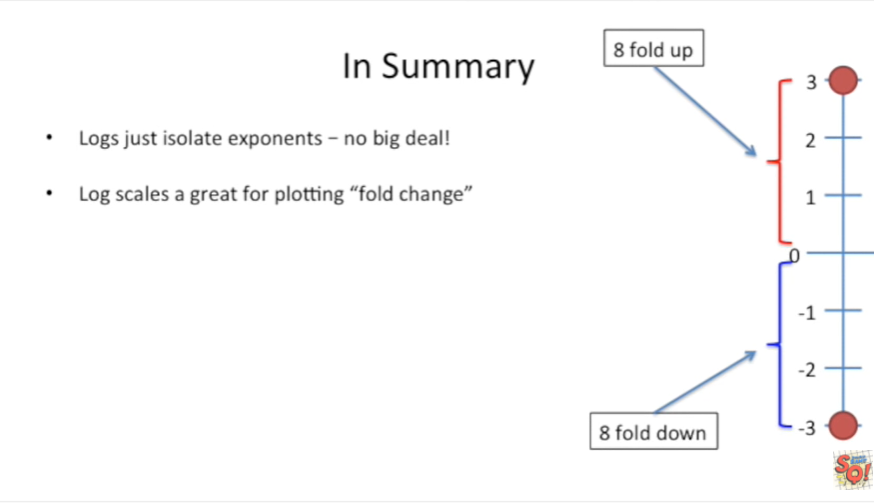 In Summary
• Logs just isolate exponents – no big deal!
• Log scales a great for plotting “fold change”
8 fold up
3
2
1
0
-1
-2
-3
8 fold down
SQ!